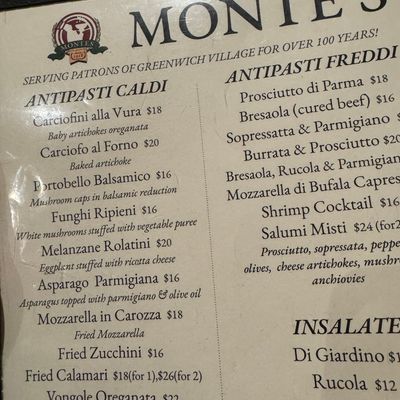 MONTE'S
MONTE'S
SERVING PATRONS OF GREENWICH VILLAGE FOR OVER 100 YEARS!
ANTIPASTI CALDI
Carciofini alla Vura $18
Baby artichokes oreganata
Carciofo al Forno $20
Baked artichoke
Portobello Balsamico $16
Mushroom caps in balsamic reduction
Funghi Ripieni $16
White mushrooms stuffed with vegetable puree
Melanzane Rolatini $20
Eggplant stuffed with ricotta cheese
Asparago Parmigiana $16
Asparagus topped with parmigiano & olive oil
Mozzarella in Carozza $18
Fried Mozzarella
Fried Zucchini $16
Fried Calamari $18(for 1),$26(for 2)
Vongole Oreganata $22
ANTIPASTI FREDDI
Prosciutto di Parma $18
Bresaola (cured beef) $16
Sopressatta & Parmigiano
Burrata & Prosciutto
Bresaola, Rucola & Parmigian
Mozzarella di Bufala Capres
Shrimp Cocktail $16
Salumi Misti $24 (for2
Prosciutto, sopressata, peppe
olives, cheese artichokes, mushro
anchiovies
INSALATE
Di Giardino
Rucola $12